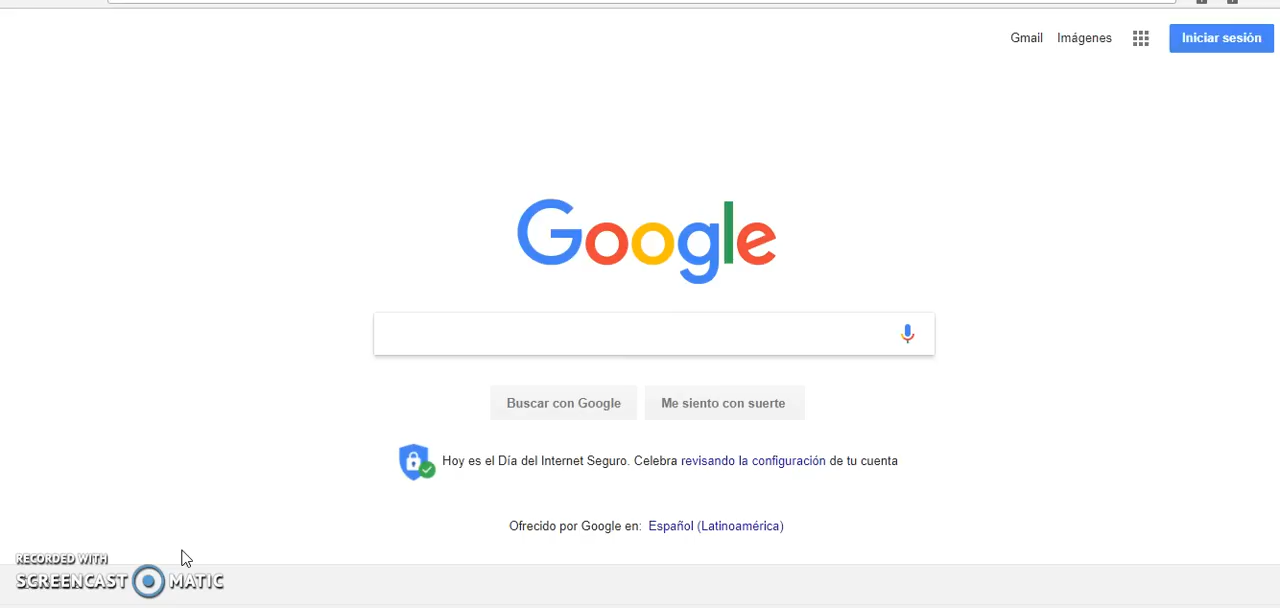 Gmail Imágenes Iniciar sesión
Google
Buscar con Google Me siento con suerte
Hoy es el Día del Internet Seguro. Celebra revisando la configuración de tu cuenta
Ofrecido por Google en: Español (Latinoamérica)
RECORDED WITH
SCREENCAST MATIC